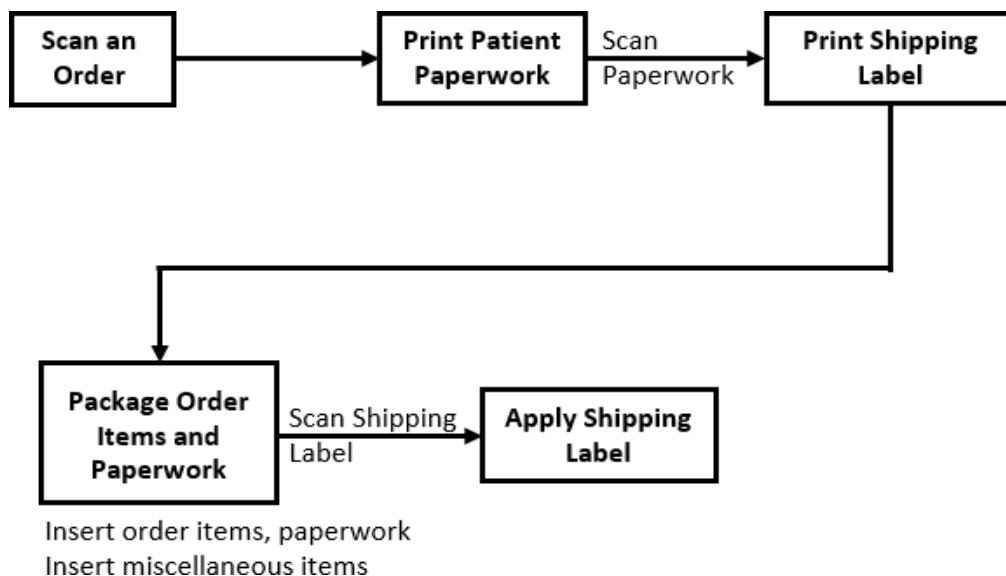 Scan an
Order
Print Patient
Paperwork
Scan
Paperwork
Print Shipping
Label
Package Order
Items and
Paperwork
Scan Shipping
Label
Apply Shipping
Label
Insert order items, paperwork
Insert miscellaneous items